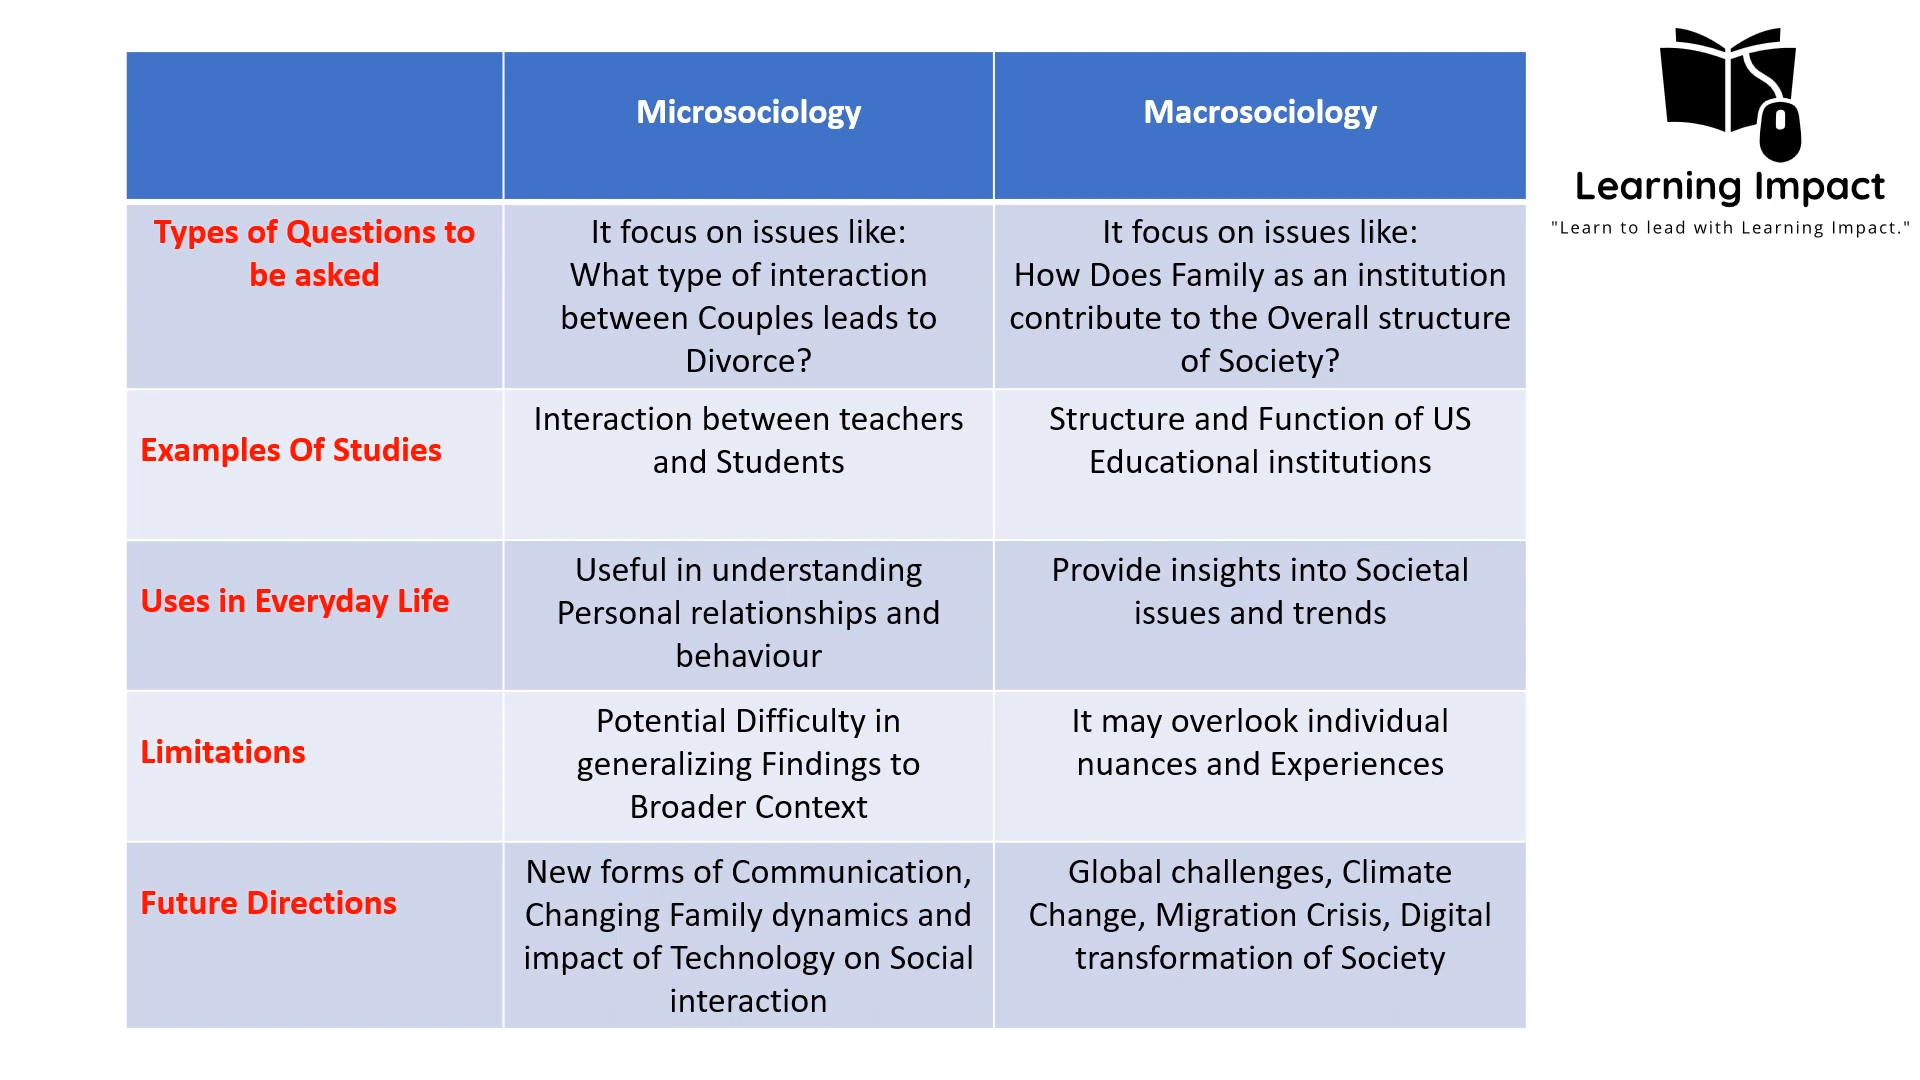 Microsociology
Macrosociology
Learning Impact
"Learn to lead with Learning Impact."
Types of Questions to
be asked
It focus on issues like:
What type of interaction
between Couples leads to
Divorce?
It focus on issues like:
How Does Family as an institution
contribute to the Overall structure
of Society?
Examples Of Studies
Interaction between teachers
and Students
Structure and Function of US
Educational institutions
Uses in Everyday Life
Useful in understanding
Personal relationships and
behaviour
Provide insights into Societal
issues and trends
Limitations
Potential Difficulty in
generalizing Findings to
Broader Context
It may overlook individual
nuances and Experiences
Future Directions
New forms of Communication,
Changing Family dynamics and
impact of Technology on Social
interaction
Global challenges, Climate
Change, Migration Crisis, Digital
transformation of Society